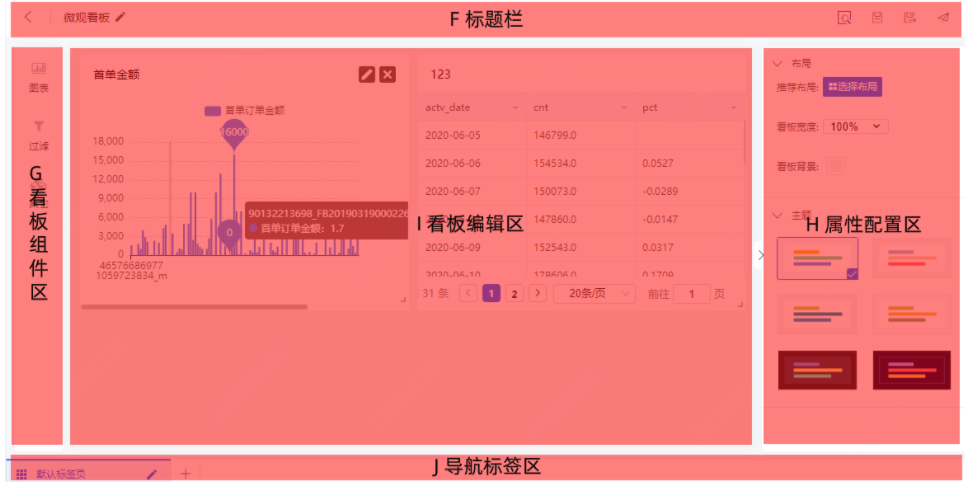 微观看板
F 标题栏
图表
过滤
G
看
板
组
件
区
首单金额
首单订单金额
16000
18,000
15,000
12,000
9,000
6,000
3,000
0
0
90132213698_FB20190319000226
首单订单金额: 1.7
46576686977
1059723834_m
123
actv_date cnt pct
2020-06-05 146799.0
2020-06-06 154534.0 0.0527
2020-06-07 150073.0 -0.0289
147860.0 -0.0147
I 看板编辑区
2020-06-09 152543.0 0.0317
2020-06-10 178606.0 0.1709
31 条 1 2 20条/页 前往 1 页
布局
推荐布局: 选择布局
看板宽度: 100%
看板背景:
主题
H 属性配置区
默认标签页
J 导航标签区